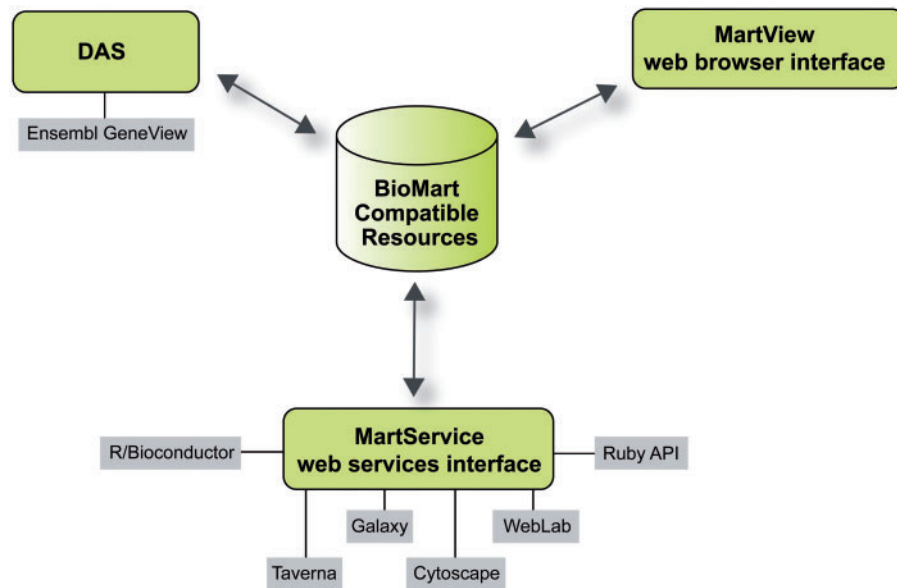 DAS
MartView
web browser interface
Ensembl GeneView
BioMart
Compatible
Resources
MartService
web services interface
R/Bioconductor
Ruby API
Galaxy
WebLab
Taverna
Cytoscape